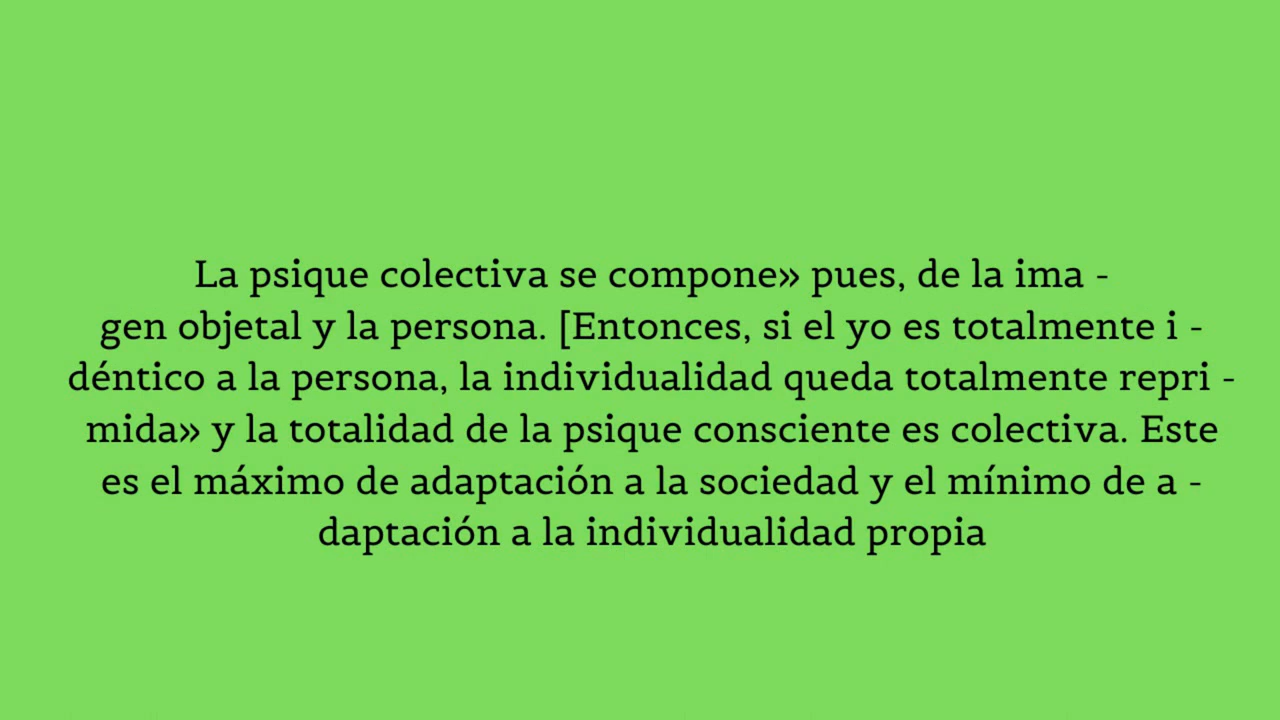 La psique colectiva se compone» pues, de la ima -
gen objetal y la persona. [Entonces, si el yo es totalmente i -
déntico a la persona, la individualidad queda totalmente repri -
mida» y la totalidad de la psique consciente es colectiva. Este
es el máximo de adaptación a la sociedad y el mínimo de a -
daptación a la individualidad propia